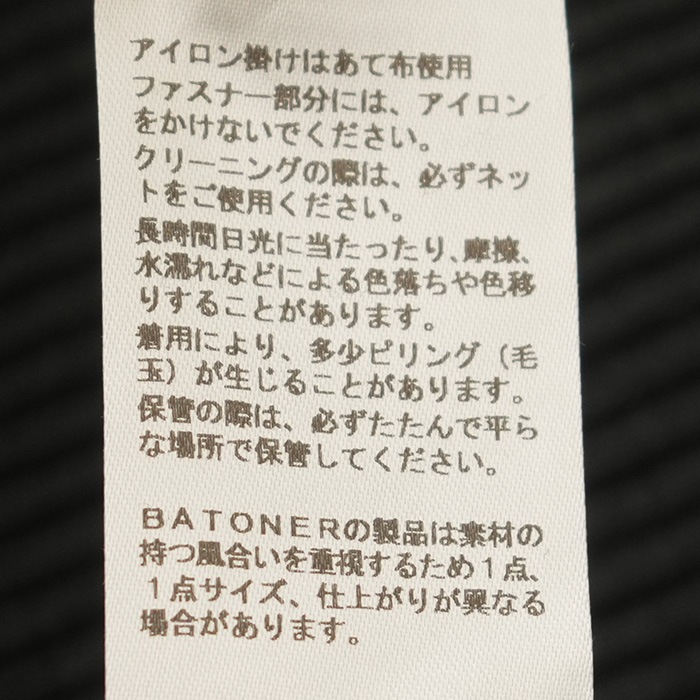 アイロン掛けはあて布使用
ファスナー部分には、アイロン
をかけないでください。
クリーニングの際は、必ずネッ
トをご使用ください。
長時間日光に当たったり、摩擦、
水濡れなどによる色落ちや色移
りすることがあります。
着用により、多少ピリング（毛
玉）が生じることがあります。
保管の際は、必ずたたんで平ら
な場所で保管してください。
BATONERの製品は素材の
持つ風合いを重視するため１点、
１点サイズ、仕上がりが異なる
場合があります。